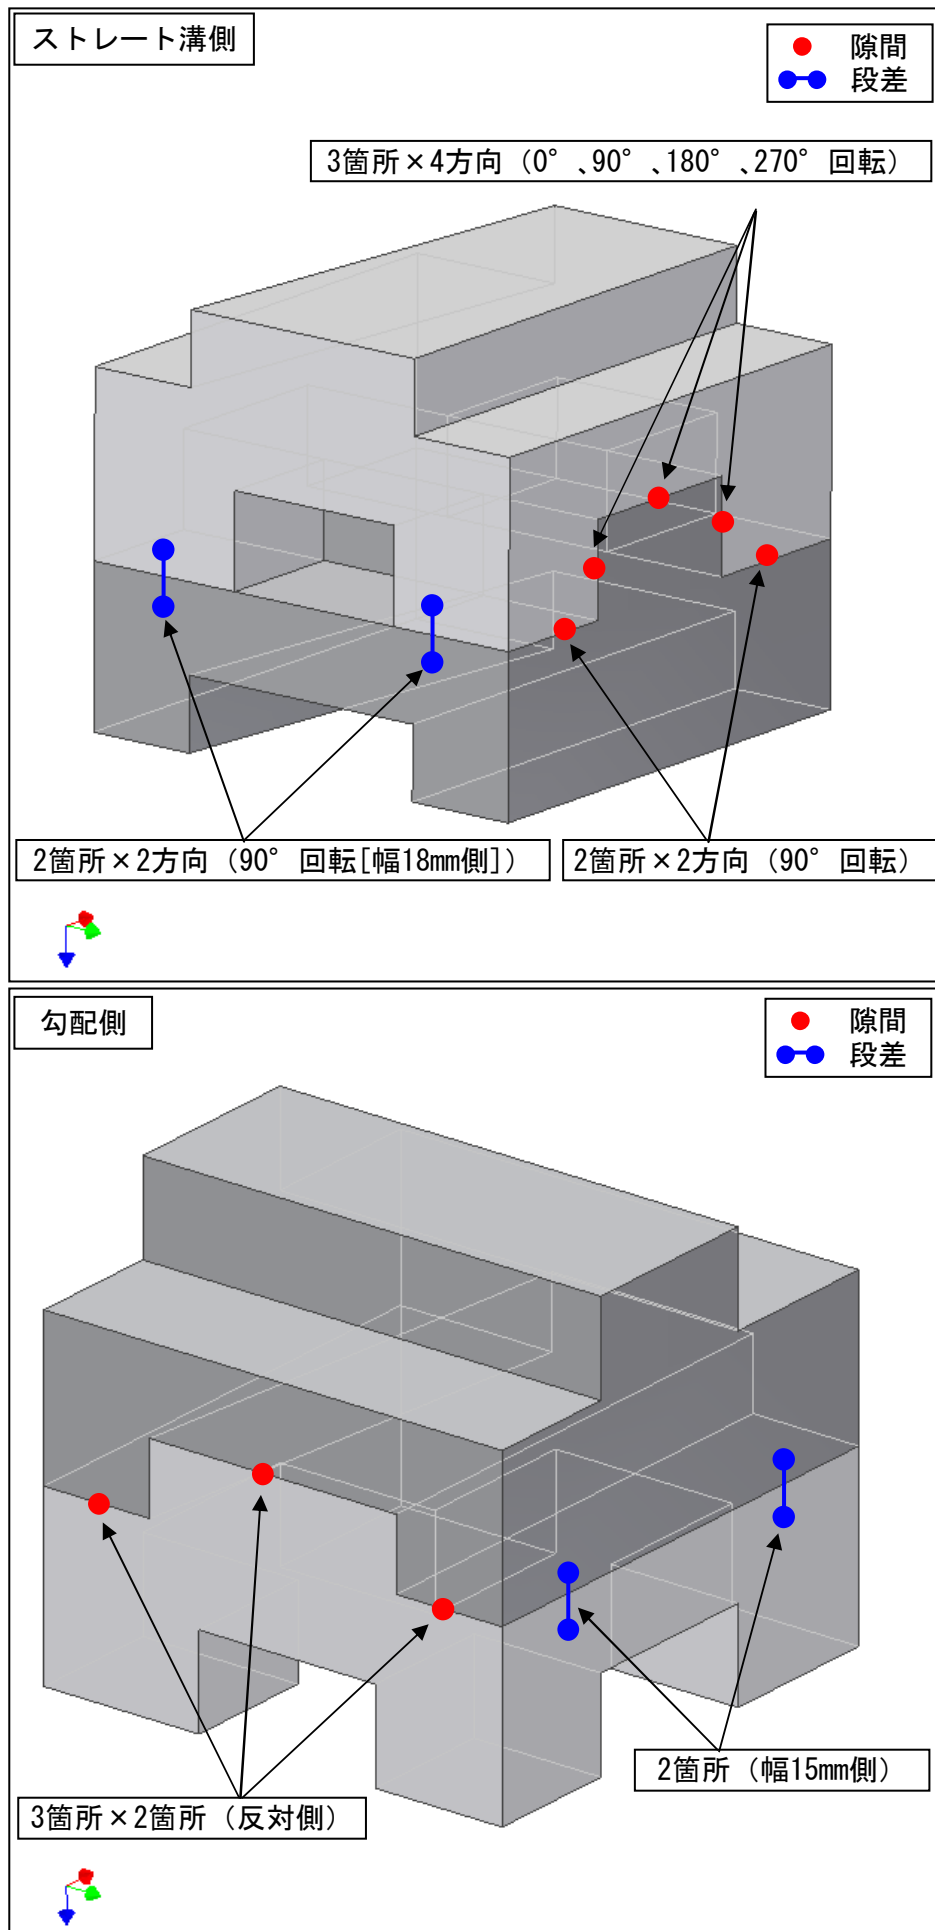 ストレート溝側
隙間
段差
3箇所×4方向（0°、90°、180°、270°回転）
2箇所×2方向（90°回転[幅18mm側]）
2箇所×2方向（90°回転）
勾配側
隙間
段差
2箇所（幅15mm側）
3箇所×2箇所（反対側）